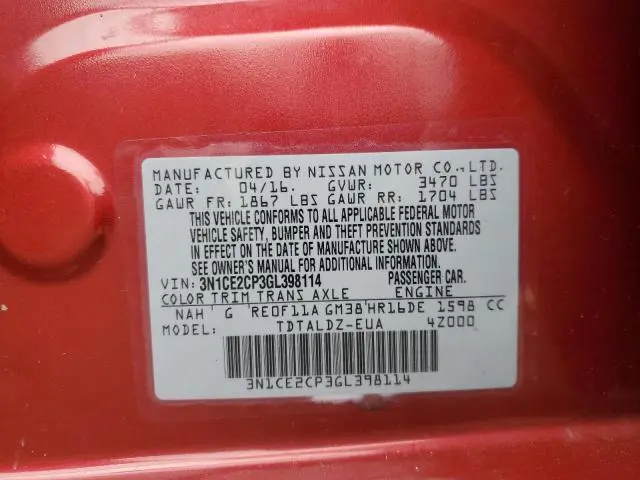 MANUFACTURED BY NISSAN MOTOR CO., LTD.
DATE: 04/16. GVWR: 3470 LBS
GAWR FR: 1867 LBS GAWR RR: 1704 LBS
THIS VEHICLE CONFORMS TO ALL APPLICABLE FEDERAL MOTOR
VEHICLE SAFETY, BUMPER AND THEFT PREVENTION STANDARDS
IN EFFECT ON THE DATE OF MANUFACTURE SHOWN ABOVE.
SEE OWNER'S MANUAL FOR ADDITIONAL INFORMATION.
VIN: 3N1CE2CP3GL398114 PASSENGER CAR.
COLOR TRIM TRANS AXLE ENGINE
NAH G RE0F11A GM38 HR16DE 1598 CC
MODEL: TDTALDZ-EUA 4Z000
3N1CE2CP3GL398114